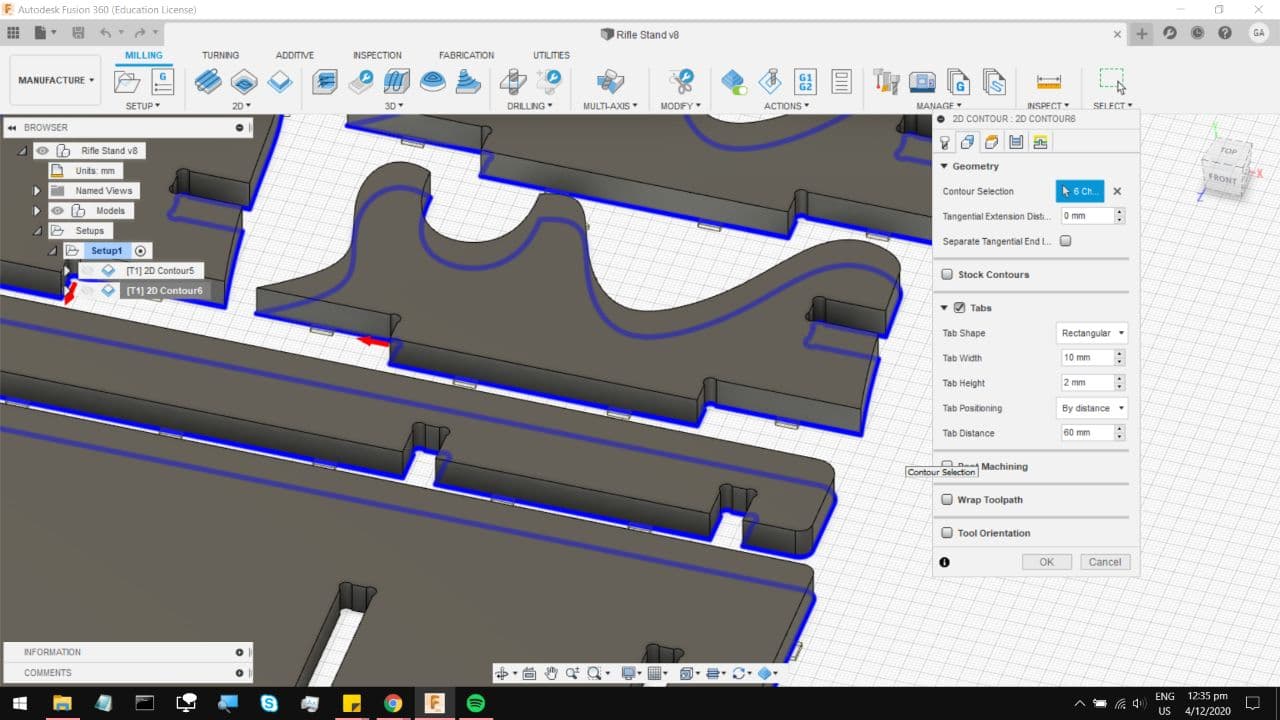 Autodesk Fusion 360 (Education License)
Rifle Stand v8
GA
MILLING TURNING ADDITIVE INSPECTION FABRICATION UTILITIES
MANUFACTURE
G G1 G2 G
SETUP 2D 3D DRILLING MULTI-AXIS MODIFY ACTIONS MANAGE INSPECT SELECT
BROWSER
Rifle Stand v8
Units: mm
Named Views
Models
Setups
Setup1
[T1] 2D Contour5
[T1] 2D Contour6
2D CONTOUR : 2D CONTOUR6
Geometry
Contour Selection 6 Ch...
Tangential Extension Dist... 0 mm
Separate Tangential End I...
Stock Contours
Tabs
Tab Shape Rectangular
Tab Width 10 mm
Tab Height 2 mm
Tab Positioning By distance
Tab Distance 60 mm
Machining
Contour Selection
Wrap Toolpath
Tool Orientation
OK Cancel
TOP
FRONT
Y
X
Z
INFORMATION
COMMENTS
ENG
US
12:35 pm
4/12/2020